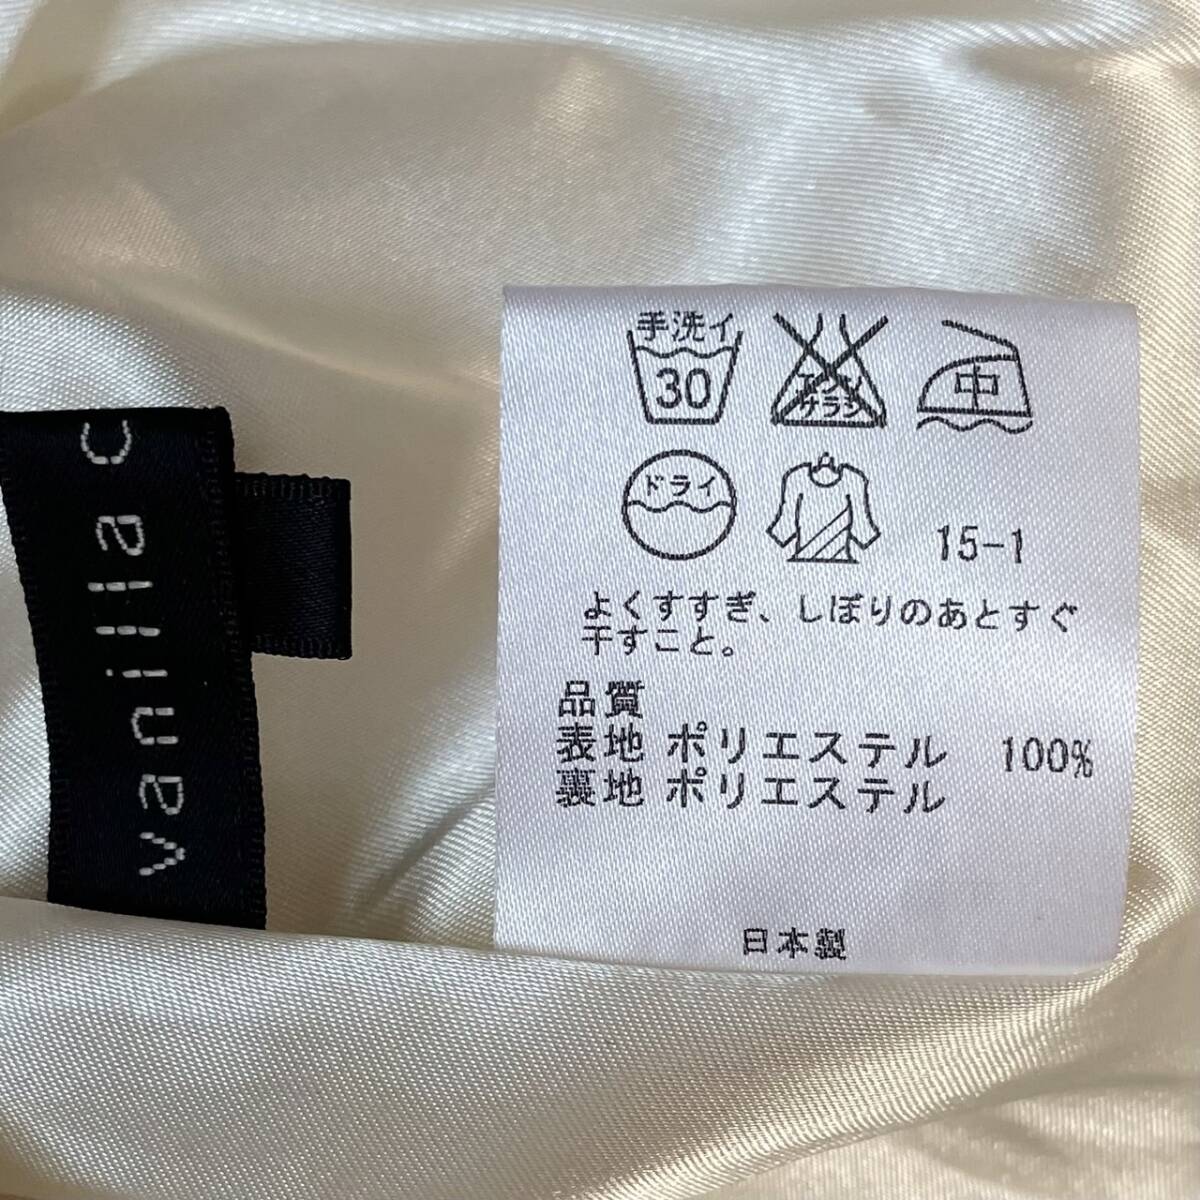 手洗イ
30
エンソ
サラシ
中
ドライ
15-1
よくすすぎ、しぼりのあとすぐ
干すこと。
品質
表地 ポリエステル 100%
裏地 ポリエステル
日本製
vanilla c